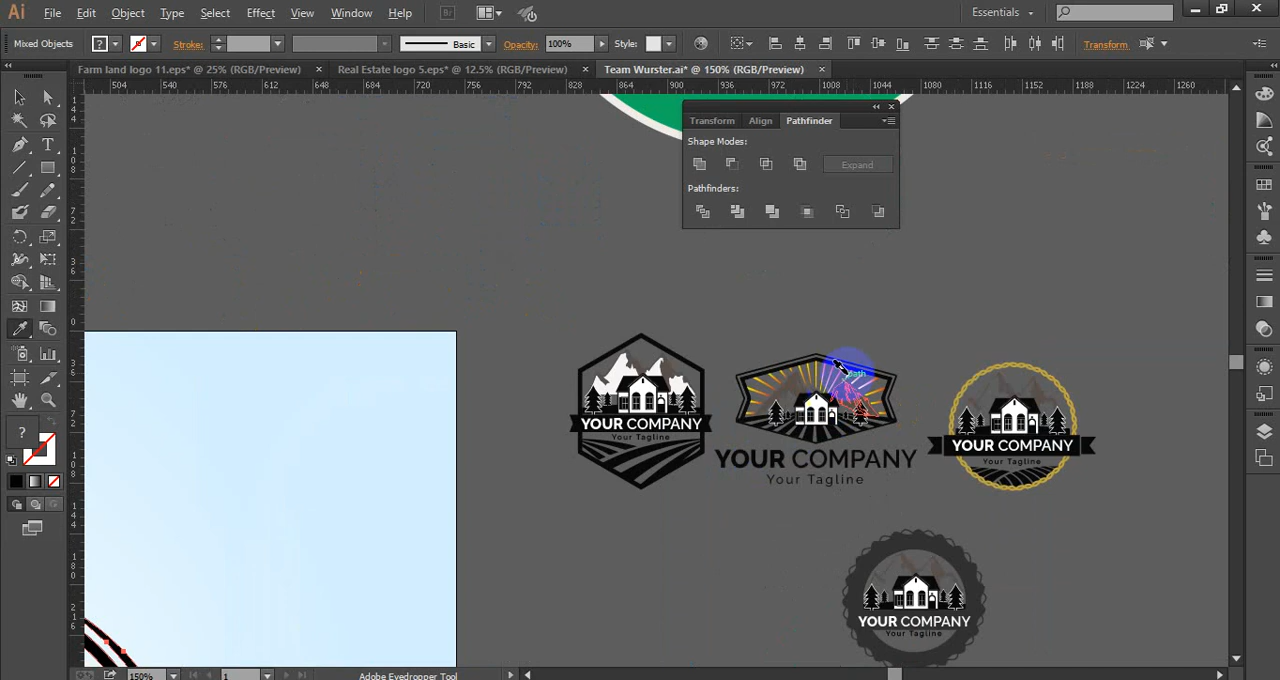 Ai File Edit Object Type Select Effect View Window Help Br Essentials
Mixed Objects ? Stroke: Basic Opacity: 100% Style: Transform
Farm land logo 11.eps* @ 25% (RGB/Preview) × Real Estate logo 5.eps* @ 12.5% (RGB/Preview) × Team Wurster.ai* @ 150% (RGB/Preview) ×
504 540 576 612 648 684 720 756 792 828 864 900 936 972 1008 1044 1080 1116 1152 1188 1224 1260
Transform Align Pathfinder
Shape Modes:
Expand
Pathfinders:
YOUR COMPANY
Your Tagline
YOUR COMPANY
Your Tagline
YOUR COMPANY
Your Tagline
YOUR COMPANY
Your Tagline
?
150% 1 Adobe Eyedropper Tool